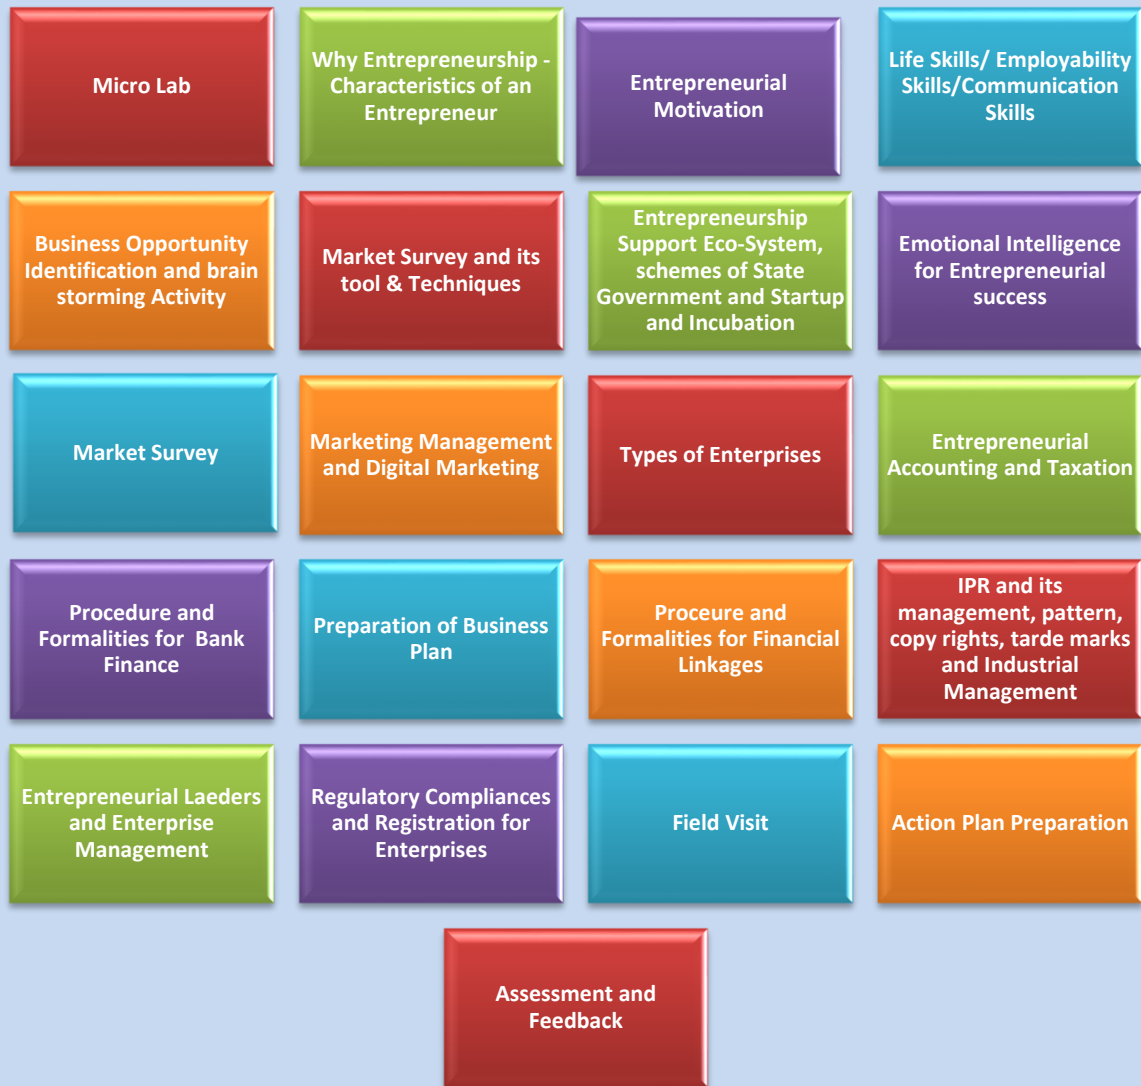 Micro Lab
Why Entrepreneurship -
Characteristics of an
Entrepreneur
Entrepreneurial
Motivation
Life Skills/ Employability
Skills/Communication
Skills
Business Opportunity
Identification and brain
storming Activity
Market Survey and its
tool & Techniques
Entrepreneurship
Support Eco-System,
schemes of State
Government and Startup
and Incubation
Emotional Intelligence
for Entrepreneurial
success
Market Survey
Marketing Management
and Digital Marketing
Types of Enterprises
Entrepreneurial
Accounting and Taxation
Procedure and
Formalities for Bank
Finance
Preparation of Business
Plan
Proceure and
Formalities for Financial
Linkages
IPR and its
management, pattern,
copy rights, tarde marks
and Industrial
Management
Entrepreneurial Laeders
and Enterprise
Management
Regulatory Compliances
and Registration for
Enterprises
Field Visit
Action Plan Preparation
Assessment and
Feedback